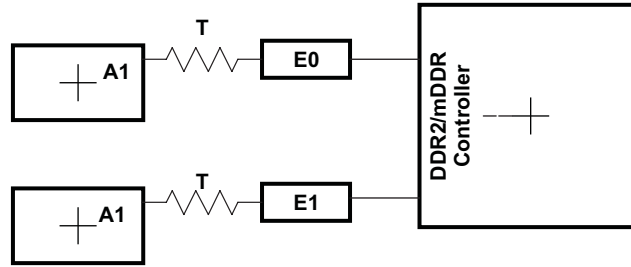 T
A1
E0
DDR2/mDDR
Controller
T
A1
E1